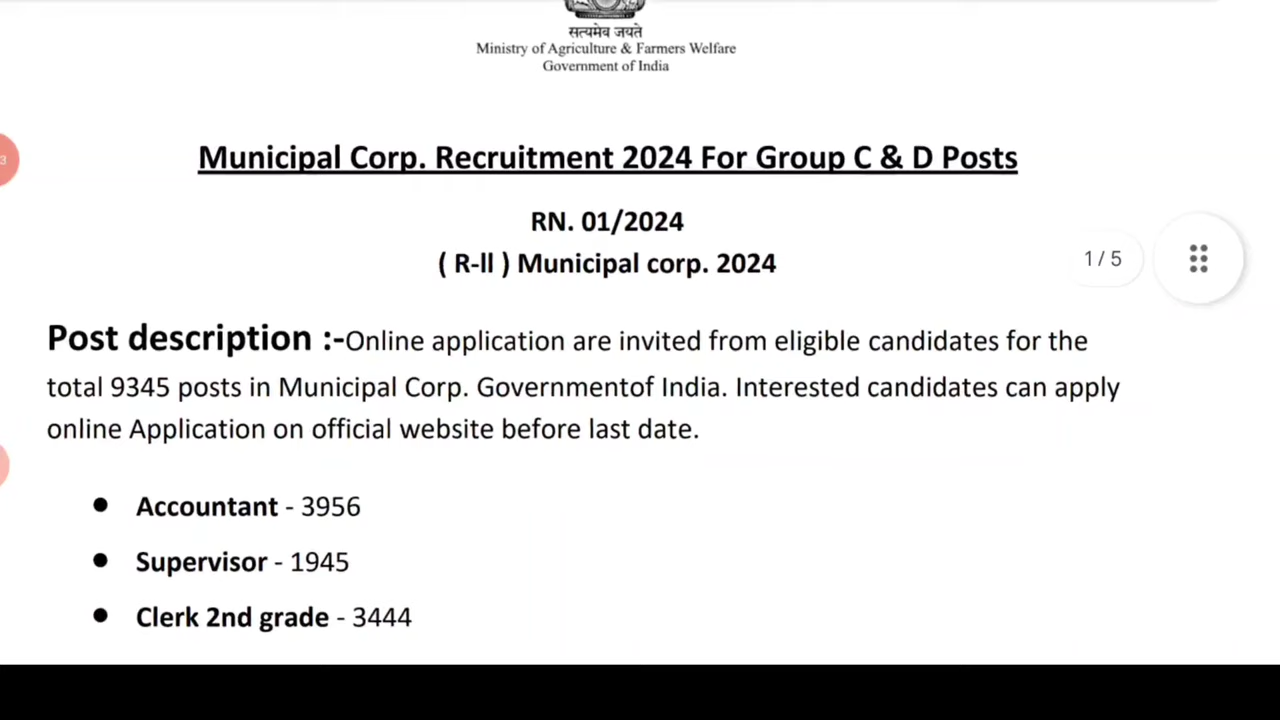 सत्यमेव जयते
Ministry of Agriculture & Farmers Welfare
Government of India
Municipal Corp. Recruitment 2024 For Group C & D Posts
RN. 01/2024
( R-ll ) Municipal corp. 2024
3
1 / 5
Post description :-Online application are invited from eligible candidates for the
total 9345 posts in Municipal Corp. Governmentof India. Interested candidates can apply
online Application on official website before last date.
● Accountant - 3956
● Supervisor - 1945
● Clerk 2nd grade - 3444